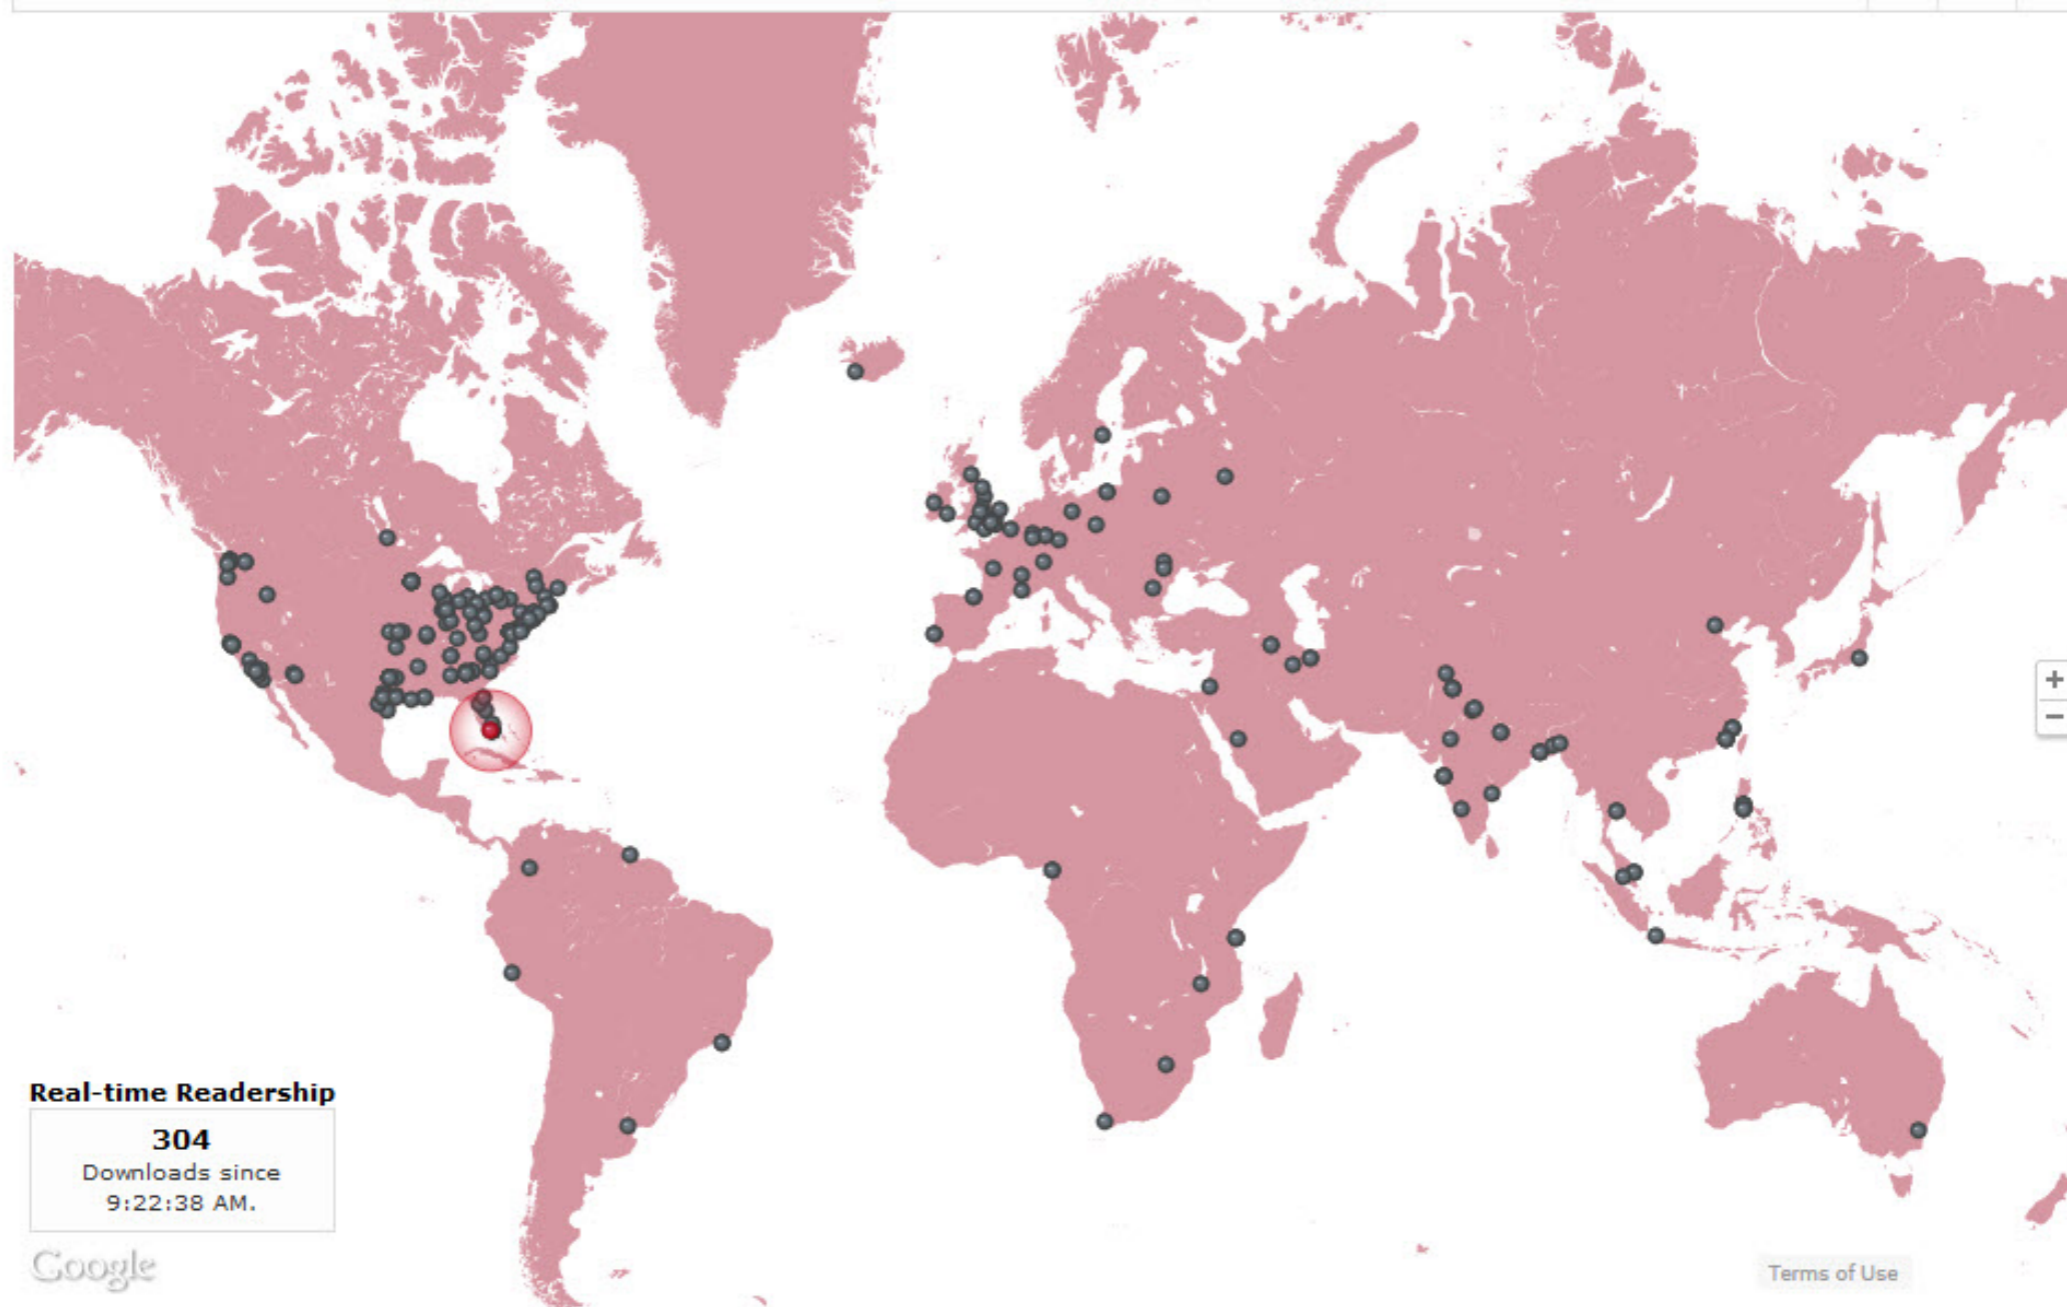 Real-time Readership
304
Downloads since
9:22:38 AM.
Google
+
−
Terms of Use